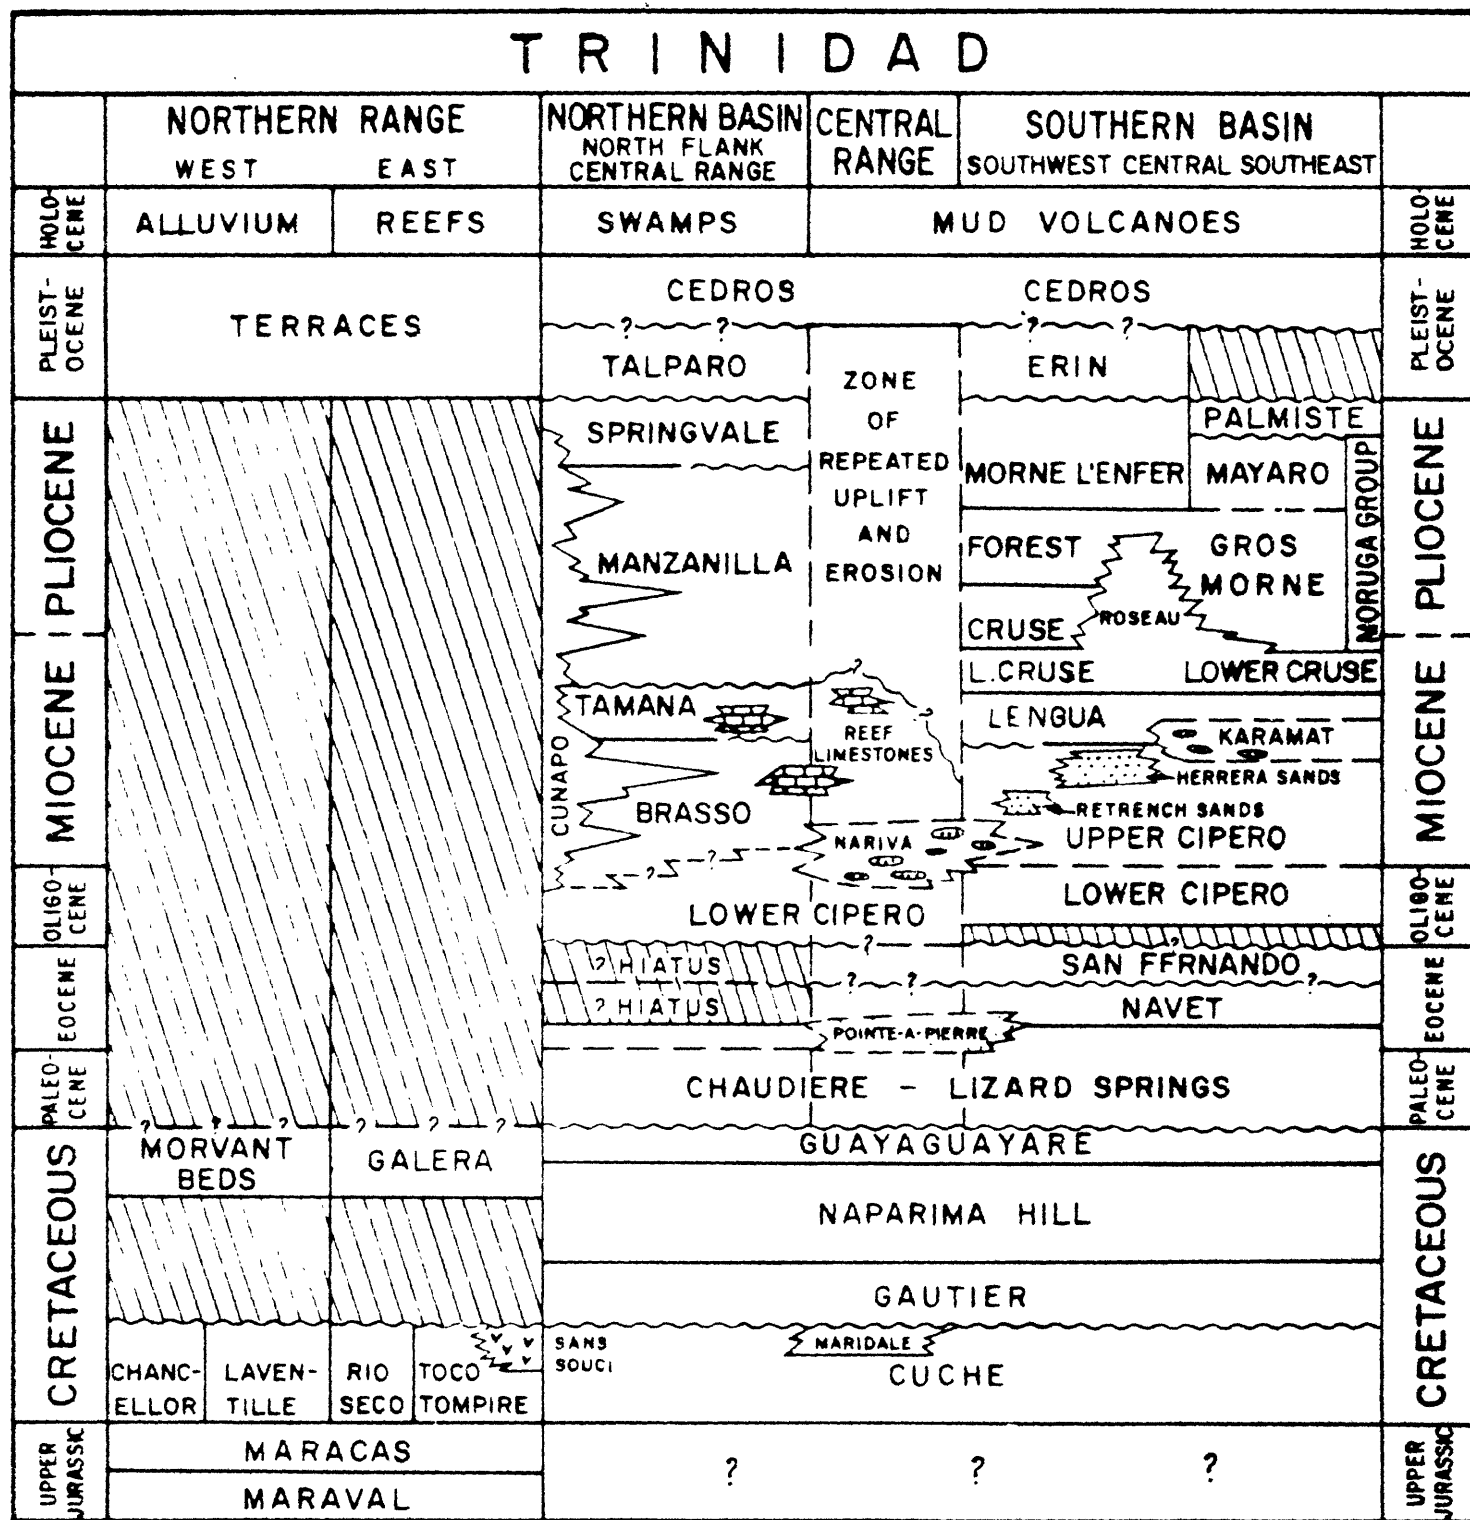 TRINIDAD
NORTHERN RANGE
WEST EAST
NORTHERN BASIN
NORTH FLANK
CENTRAL RANGE
CENTRAL
RANGE
SOUTHERN BASIN
SOUTHWEST CENTRAL SOUTHEAST
HOLO-
CENE
ALLUVIUM
REEFS
SWAMPS
MUD VOLCANOES
HOLO-
CENE
PLEIST-
OCENE
TERRACES
CEDROS
CEDROS
? ?
? ?
TALPARO
ERIN
PLEIST-
OCENE
PLIOCENE
SPRINGVALE
MANZANILLA
ZONE
OF
REPEATED
UPLIFT
AND
EROSION
PALMISTE
MORNE L'ENFER
MAYARO
FOREST
GROS
MORNE
ROSEAU
CRUSE
MORUGA GROUP
PLIOCENE
MIOCENE
L. CRUSE
LOWER CRUSE
TAMANA
CUNAPO
BRASSO
?
?
REEF
LIMESTONES
NARIVA
LENGUA
KARAMAT
HERRERA SANDS
RETRENCH SANDS
UPPER CIPERO
MIOCENE
OLIGO-
CENE
? ?
LOWER CIPERO
LOWER CIPERO
OLIGO-
CENE
EOCENE
? HIATUS
? HIATUS
?
? ?
?
SAN FERNANDO
?
NAVET
POINTE-A-PIERRE
EOCENE
PALEO-
CENE
CHAUDIERE - LIZARD SPRINGS
PALEO-
CENE
CRETACEOUS
? ? ? ? ? ?
MORVANT
BEDS
GALERA
GUAYAGUAYARE
NAPARIMA HILL
GAUTIER
SANS
SOUCI
MARIDALE
CUCHE
CHANC-
ELLOR
LAVEN-
TILLE
RIO
SECO
TOCO
TOMPIRE
CRETACEOUS
UPPER
JURASSIC
MARACAS
MARAVAL
? ? ?
UPPER
JURASSIC